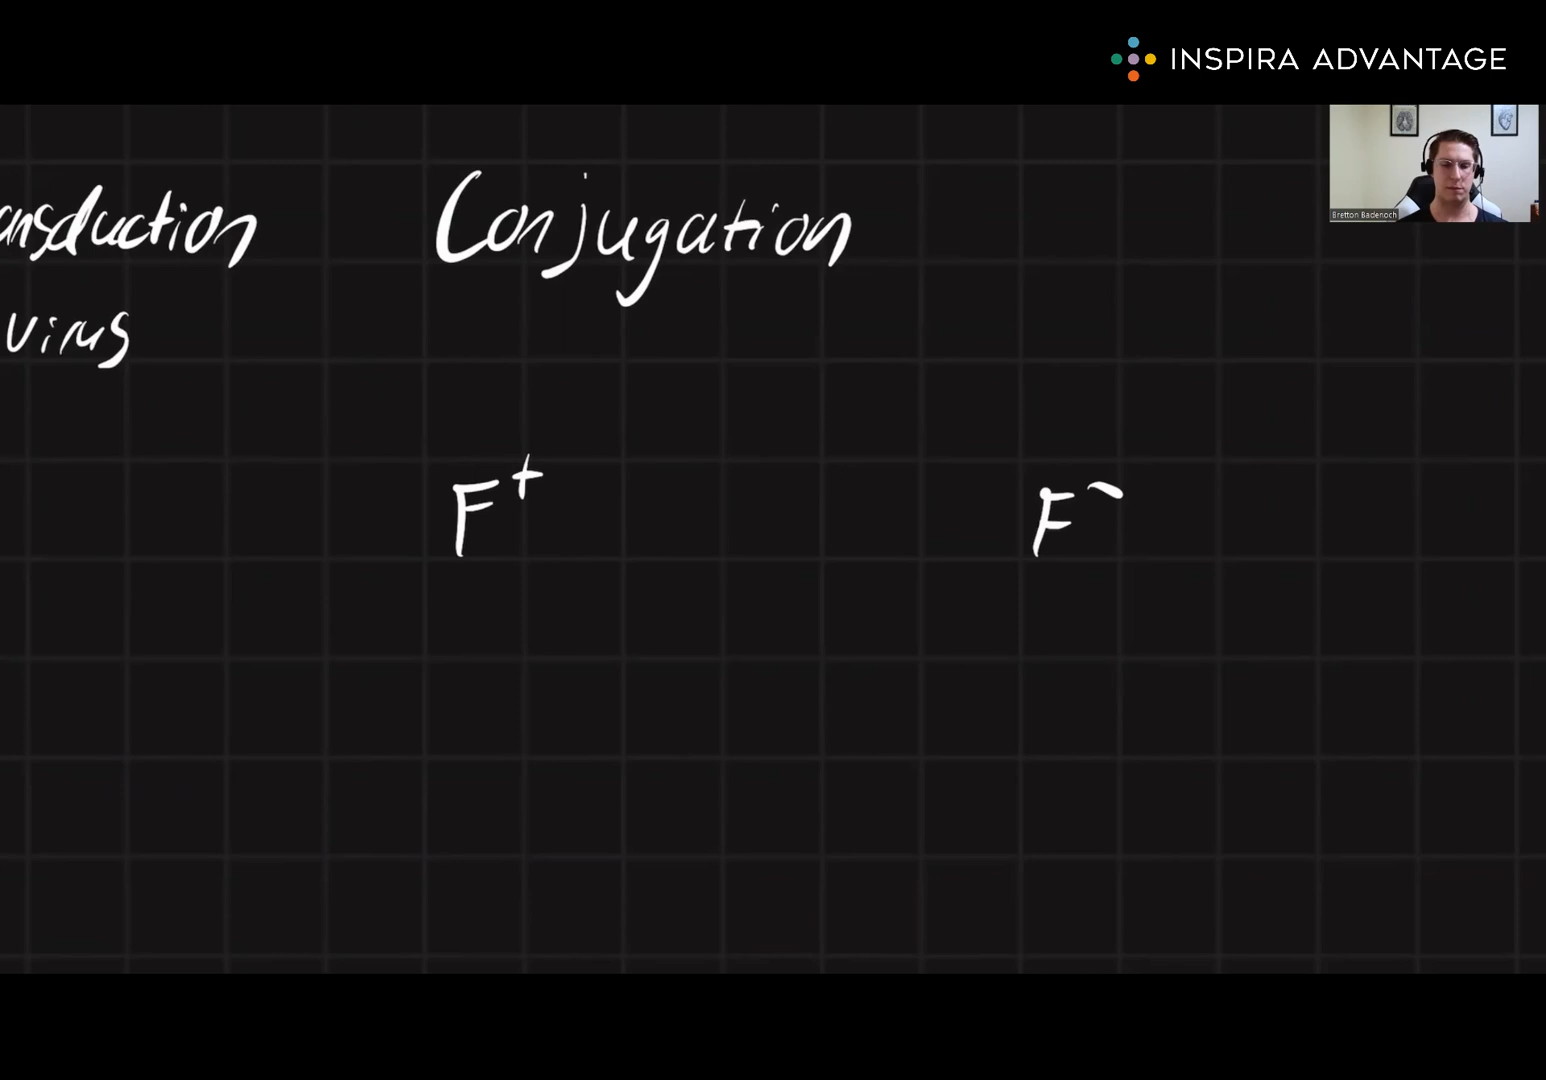 INSPIRA ADVANTAGE
Bretton Badenoch
ansduction Conjugation
virus
F+ F-